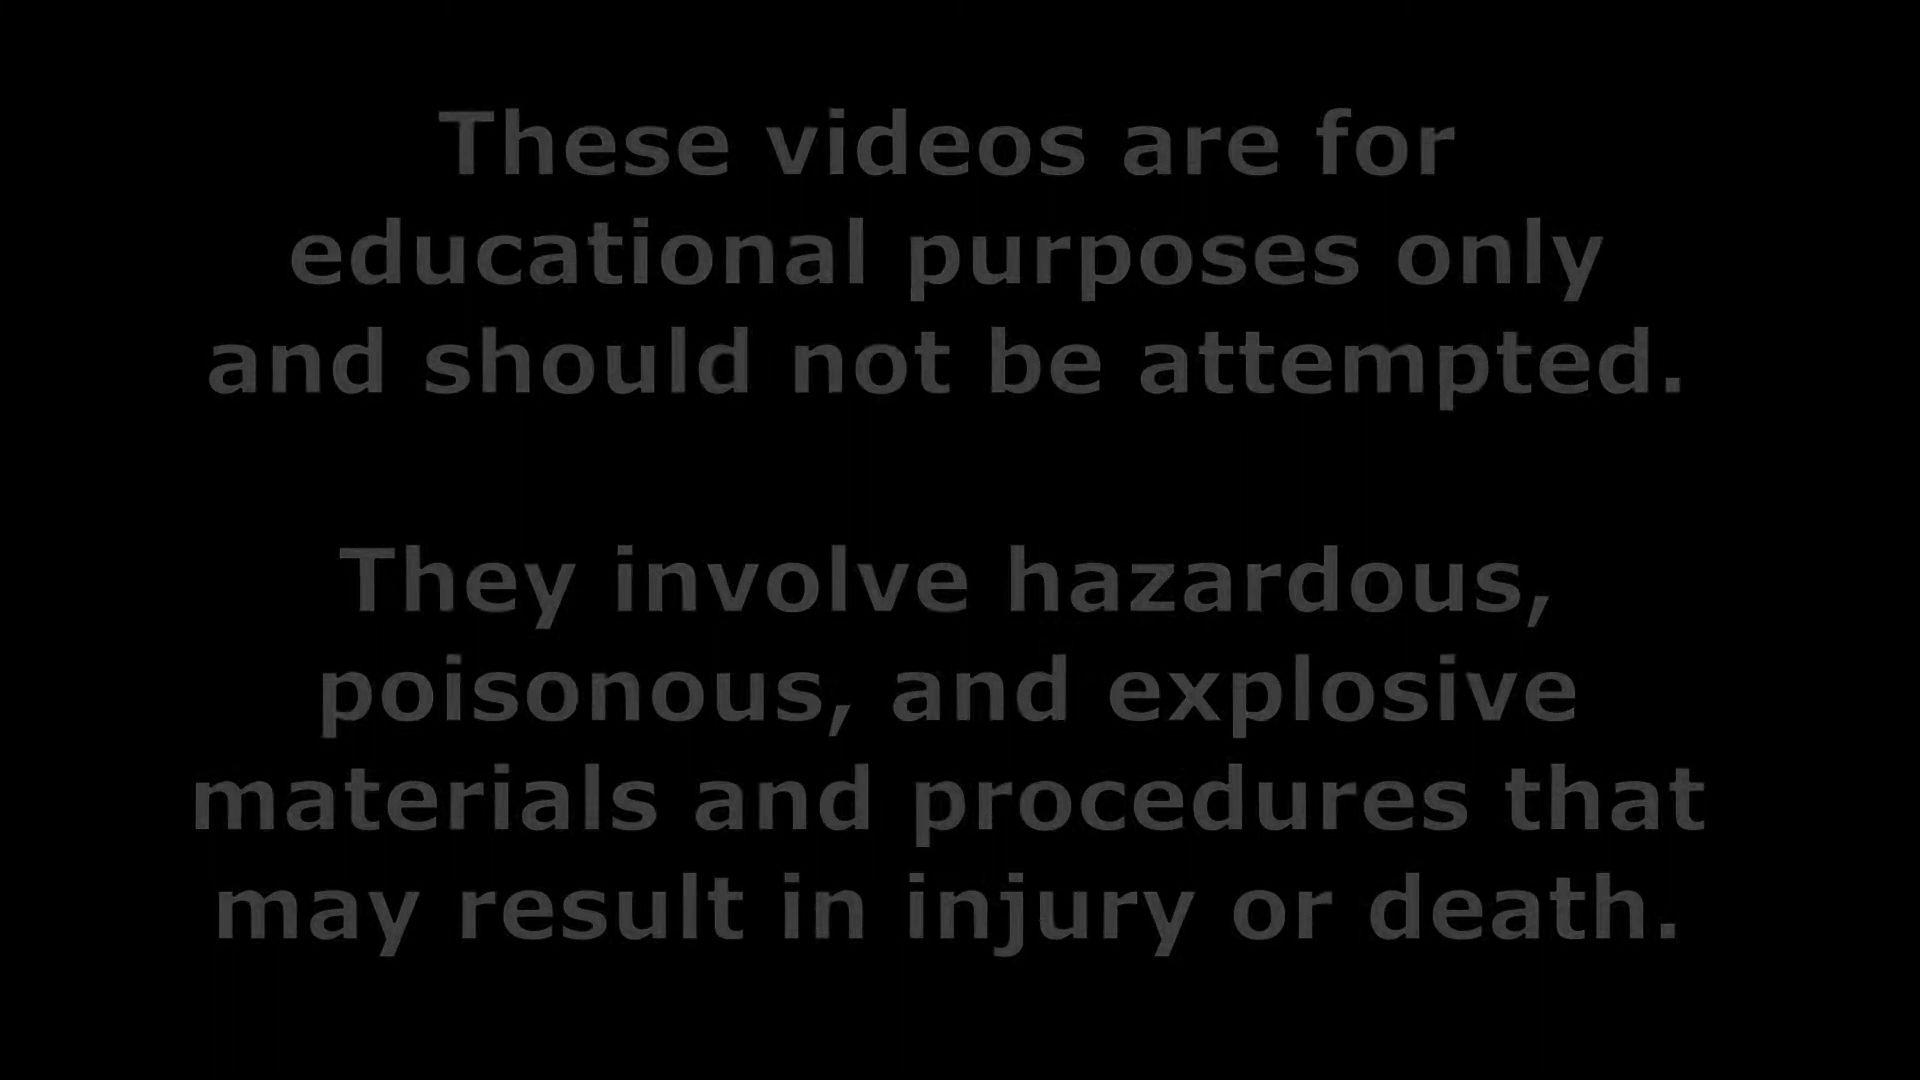 These videos are for
educational purposes only
and should not be attempted.
They involve hazardous,
poisonous, and explosive
materials and procedures that
may result in injury or death.